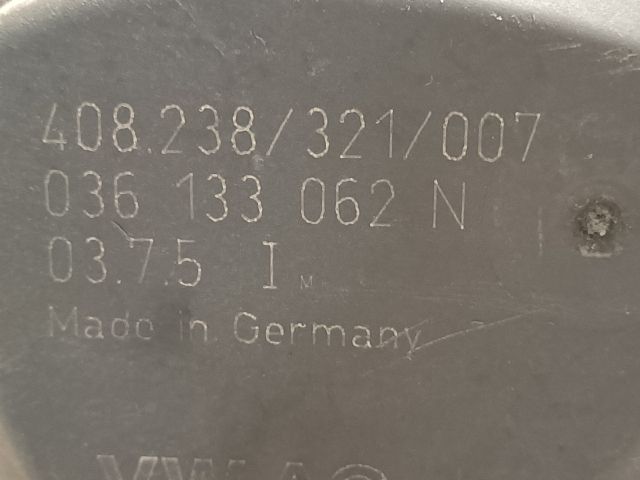 408.238/321/007
036 133 062 N
03.7.5 I M
Made in Germany